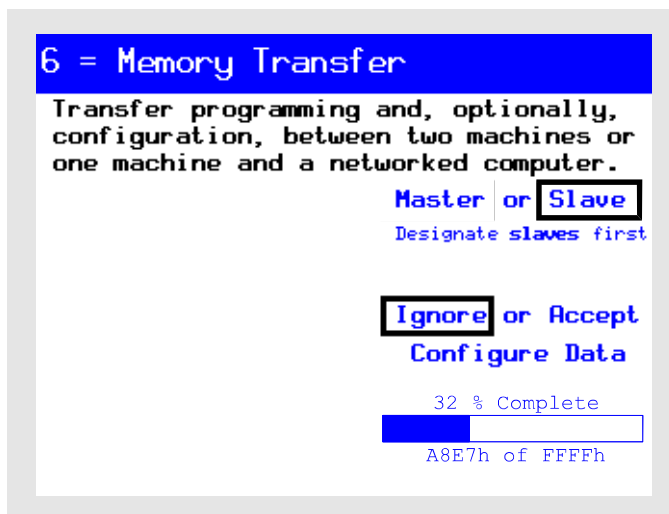 6 = Memory Transfer
Transfer programming and, optionally,
configuration, between two machines or
one machine and a networked computer.
Master or Slave
Designate slaves first
Ignore or Accept
Configure Data
32 % Complete
A8E7h of FFFFh